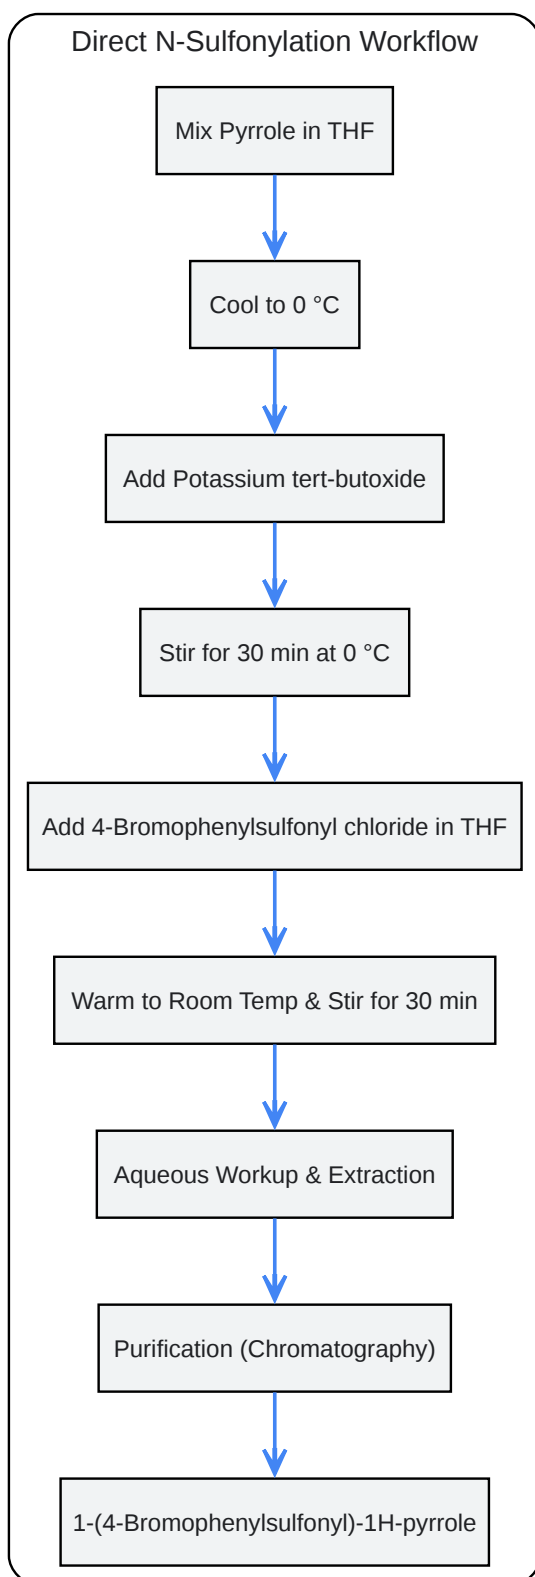 Direct N-Sulfonylation Workflow
Mix Pyrrole in THF
Cool to 0 °C
Add Potassium tert-butoxide
Stir for 30 min at 0 °C
Add 4-Bromophenylsulfonyl chloride in THF
Warm to Room Temp & Stir for 30 min
Aqueous Workup & Extraction
Purification (Chromatography)
1-(4-Bromophenylsulfonyl)-1H-pyrrole